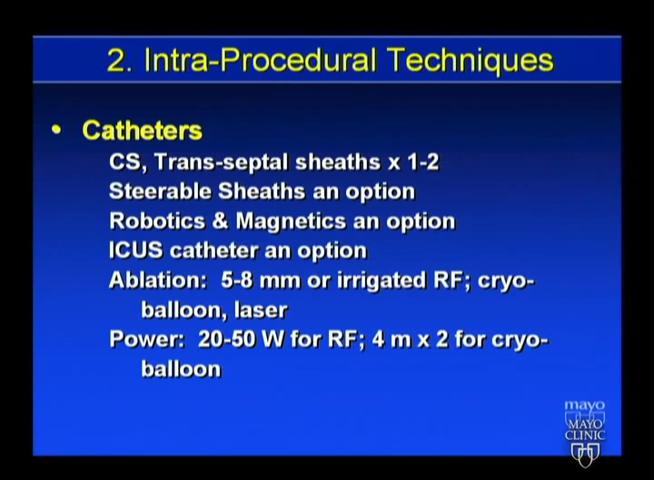 2. Intra-Procedural Techniques
• Catheters
CS, Trans-septal sheaths x 1-2
Steerable Sheaths an option
Robotics & Magnetics an option
ICUS catheter an option
Ablation: 5-8 mm or irrigated RF; cryo-
balloon, laser
Power: 20-50 W for RF; 4 m x 2 for cryo-
balloon
mayo
MAYO
CLINIC